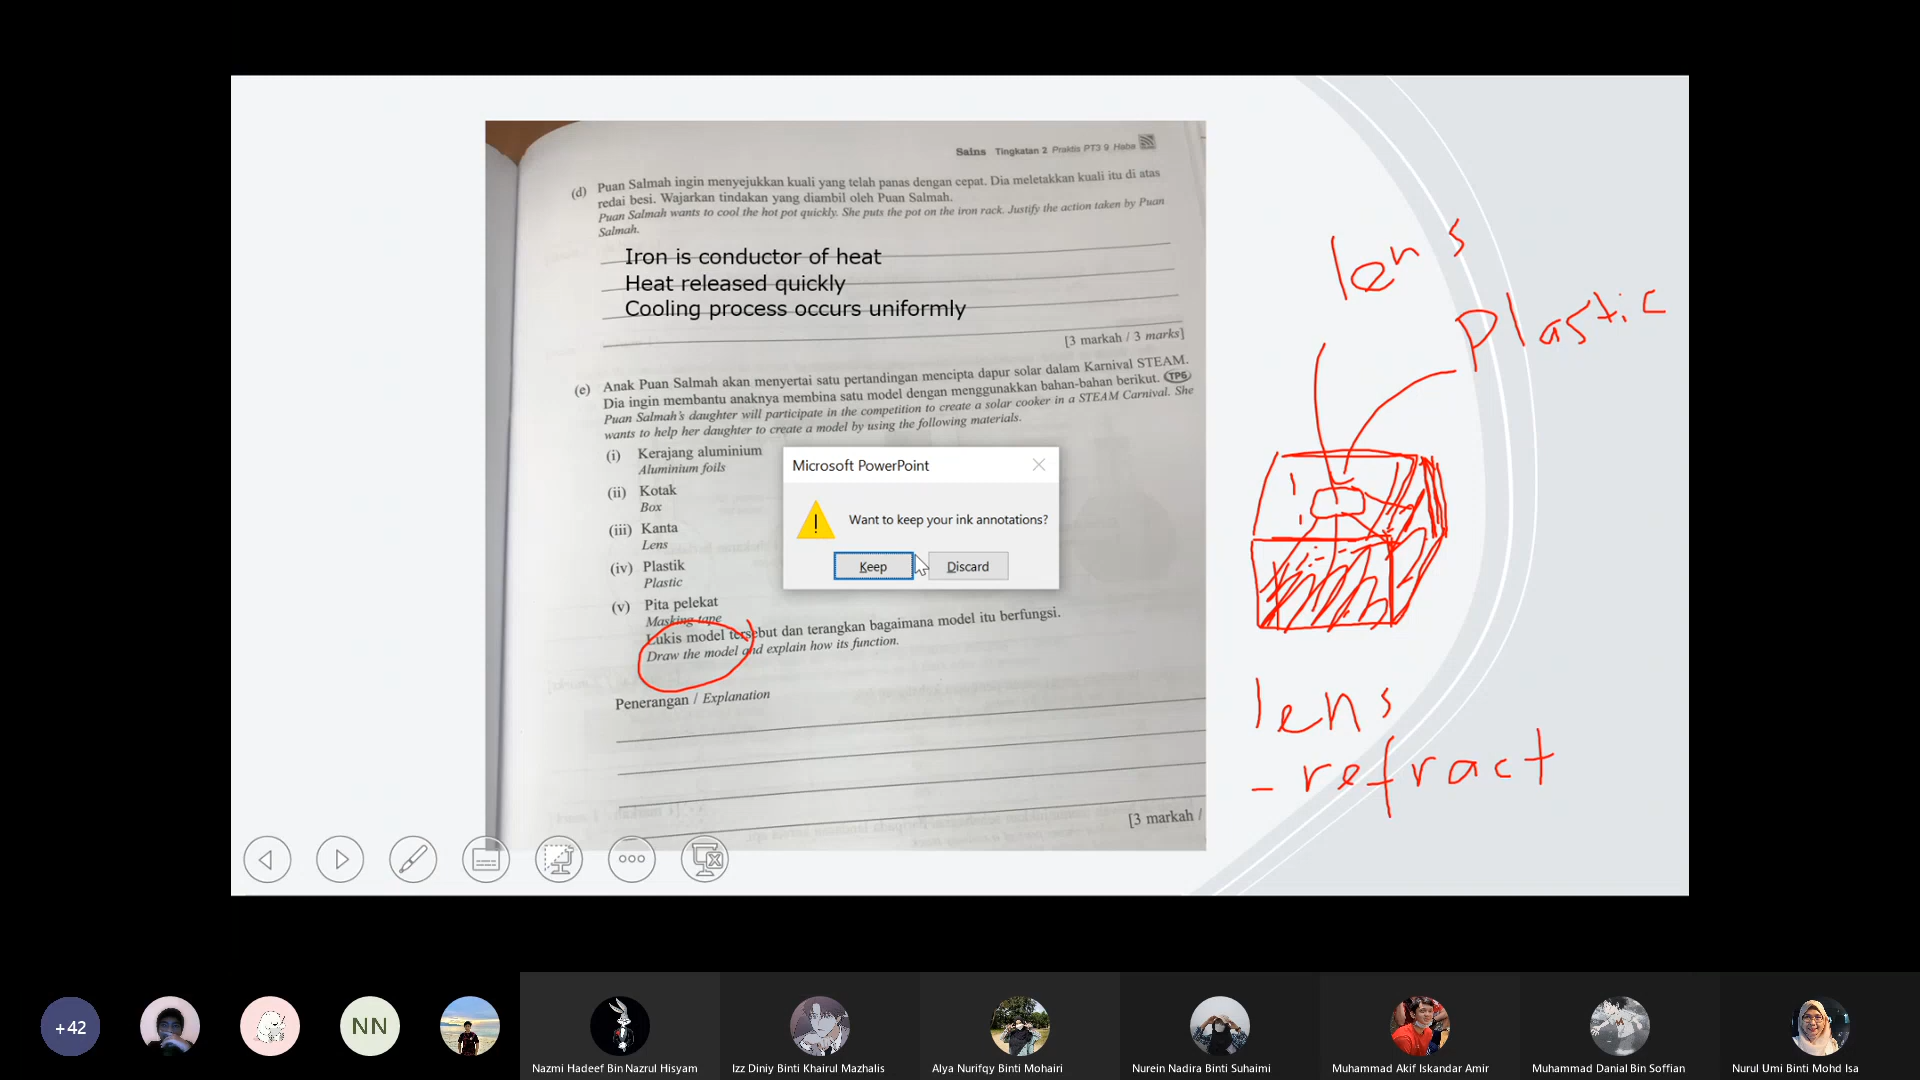 Sains Tingkatan 2 Praktis PT3 9 Haba
(d) Puan Salmah ingin menyejukkan kuali yang telah panas dengan cepat. Dia meletakkan kuali itu di atas
redai besi. Wajarkan tindakan yang diambil oleh Puan Salmah.
Puan Salmah wants to cool the hot pot quickly. She puts the pot on the iron rack. Justify the action taken by Puan
Salmah.
Iron is conductor of heat
Heat released quickly
Cooling process occurs uniformly
[3 markah / 3 marks]
(e) Anak Puan Salmah akan menyertai satu pertandingan mencipta dapur solar dalam Karnival STEAM.
Dia ingin membantu anaknya membina satu model dengan menggunakkan bahan-bahan berikut. TP6
Puan Salmah's daughter will participate in the competition to create a solar cooker in a STEAM Carnival. She
wants to help her daughter to create a model by using the following materials.
(i) Kerajang aluminium
Aluminium foils
(ii) Kotak
Box
(iii) Kanta
Lens
(iv) Plastik
Plastic
(v) Pita pelekat
Masking tape
Lukis model tersebut dan terangkan bagaimana model itu berfungsi.
Draw the model and explain how its function.
Penerangan / Explanation
[3 markah /
Microsoft PowerPoint
Want to keep your ink annotations?
Keep
Discard
lens
Plastic
lens
- refract
+42
NN
Nazmi Hadeef Bin Nazrul Hisyam
Izz Diniy Binti Khairul Mazhalis
Alya Nurifqy Binti Mohairi
Nurein Nadira Binti Suhaimi
Muhammad Akif Iskandar Amir
Muhammad Danial Bin Soffian
Nurul Umi Binti Mohd Isa